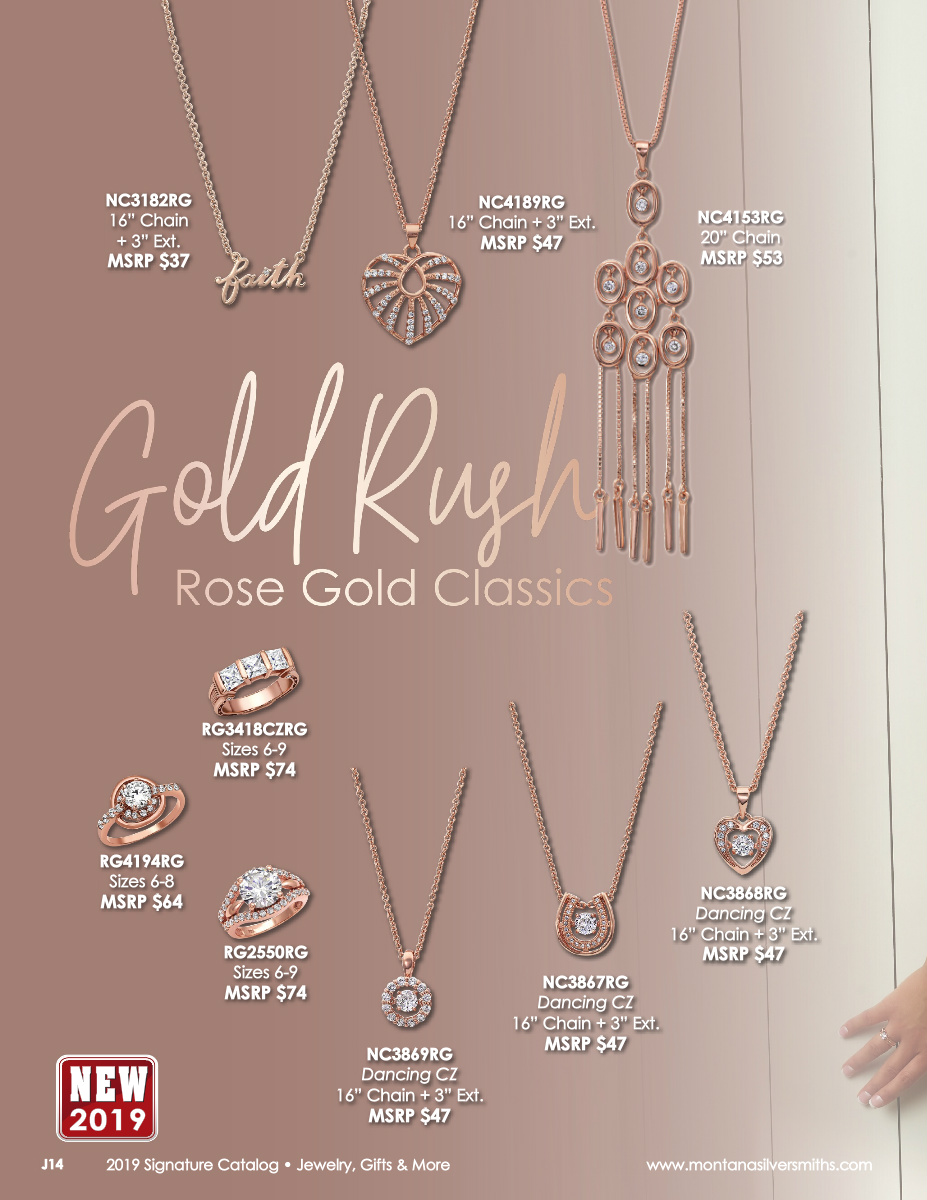 NC3182RG
16” Chain
+ 3” Ext.
MSRP $37
NC4189RG
16” Chain + 3” Ext.
MSRP $47
NC4153RG
20” Chain
MSRP $53
faith
Gold Rush
Rose Gold Classics
RG3418CZRG
Sizes 6-9
MSRP $74
RG4194RG
Sizes 6-8
MSRP $64
RG2550RG
Sizes 6-9
MSRP $74
NC3868RG
Dancing CZ
16” Chain + 3” Ext.
MSRP $47
NC3867RG
Dancing CZ
16” Chain + 3” Ext.
MSRP $47
NC3869RG
Dancing CZ
16” Chain + 3” Ext.
MSRP $47
NEW
2019
J14 2019 Signature Catalog • Jewelry, Gifts & More www.montanasilversmiths.com